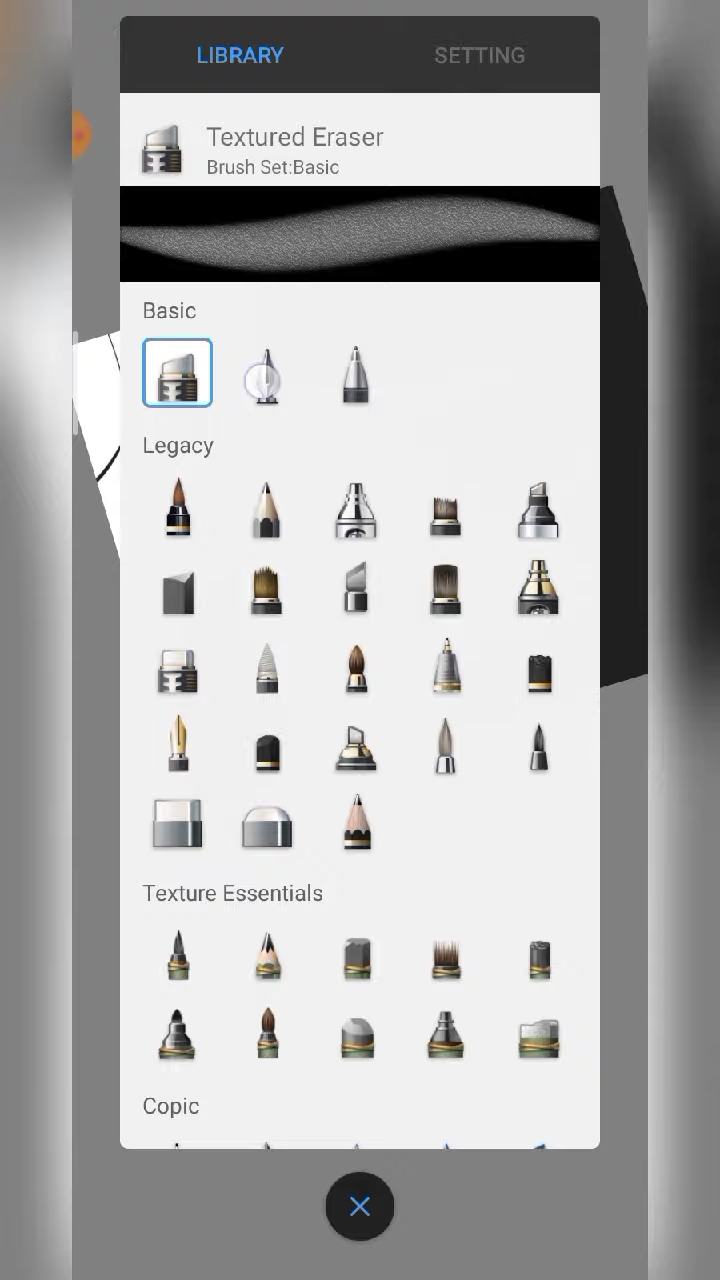 LIBRARY
SETTING
Textured Eraser
Brush Set:Basic
Basic
Legacy
Texture Essentials
Copic